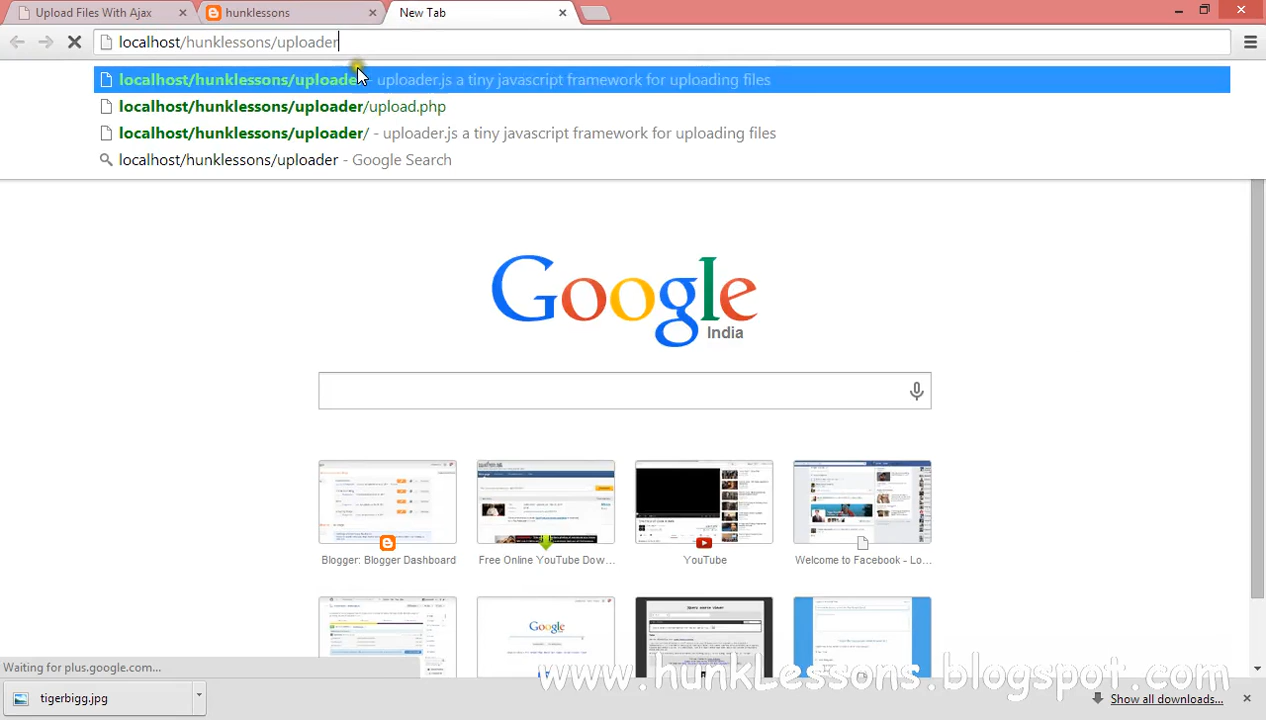 Upload Files With Ajax
hunklessons
New Tab
localhost/hunklessons/uploader
localhost/hunklessons/uploader - uploader.js a tiny javascript framework for uploading files
localhost/hunklessons/uploader/upload.php
localhost/hunklessons/uploader/ - uploader.js a tiny javascript framework for uploading files
localhost/hunklessons/uploader - Google Search
Google
India
Blogger: Blogger Dashboard
Free Online YouTube Dow...
YouTube
Welcome to Facebook - Lo...
Google
Waiting for plus.google.com...
www.hunkLessons.blogspot.com
tigerbigg.jpg
Show all downloads...